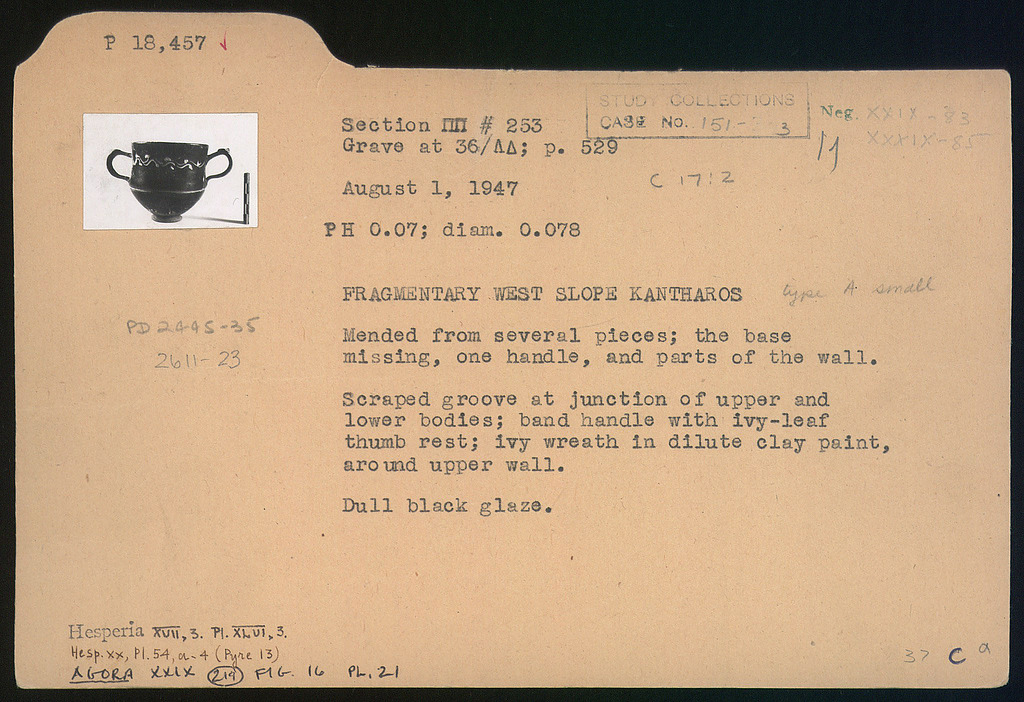 P 18,457 ✓
STUDY COLLECTIONS
CASE No. 151- 3
Neg. XXIX-83
XXXIX-85
Section ΠΠ # 253
Grave at 36/ΛΔ; p. 529
C 17:2
August 1, 1947
PH 0.07; diam. 0.078
FRAGMENTARY WEST SLOPE KANTHAROS type A small
PD 2445-35
2611-23
Mended from several pieces; the base
missing, one handle, and parts of the wall.
Scraped groove at junction of upper and
lower bodies; band handle with ivy-leaf
thumb rest; ivy wreath in dilute clay paint,
around upper wall.
Dull black glaze.
Hesperia XVII, 3. Pl. XLVI, 3.
Hesp. XX, Pl. 54, a-4 (Pyre 13)
AGORA XXIX 219 FIG. 16 PL. 21
37 C a